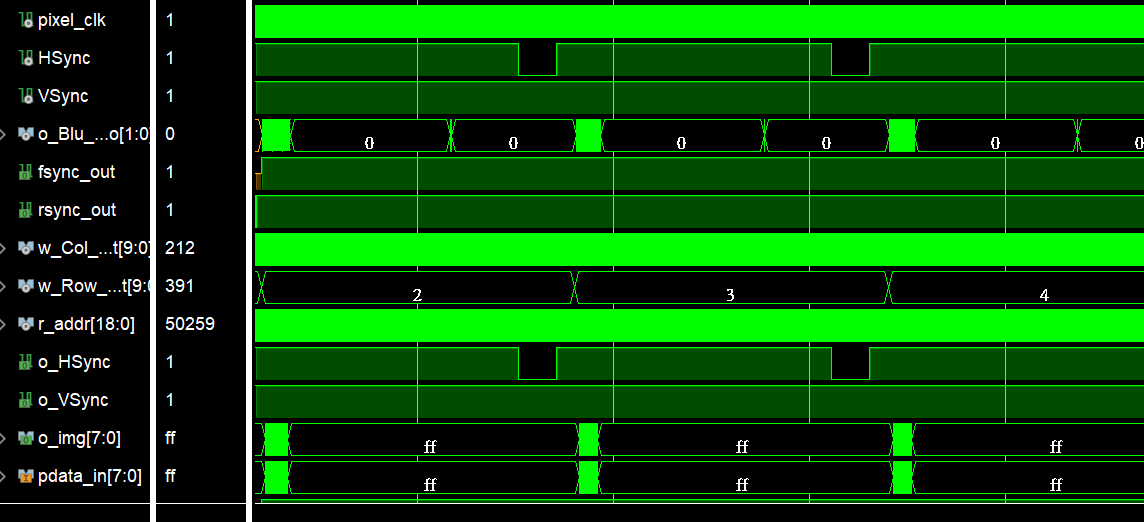 pixel_clk 1
HSync 1
VSync 1
o_Blu_...o[1:0] 0 0 0 0 0 0 0
fsync_out 1
rsync_out 1
w_Col_...t[9:0] 212
w_Row_...t[9:0 391 2 3 4
r_addr[18:0] 50259
o_HSync 1
o_VSync 1
o_img[7:0] ff ff ff ff
pdata_in[7:0] ff ff ff ff